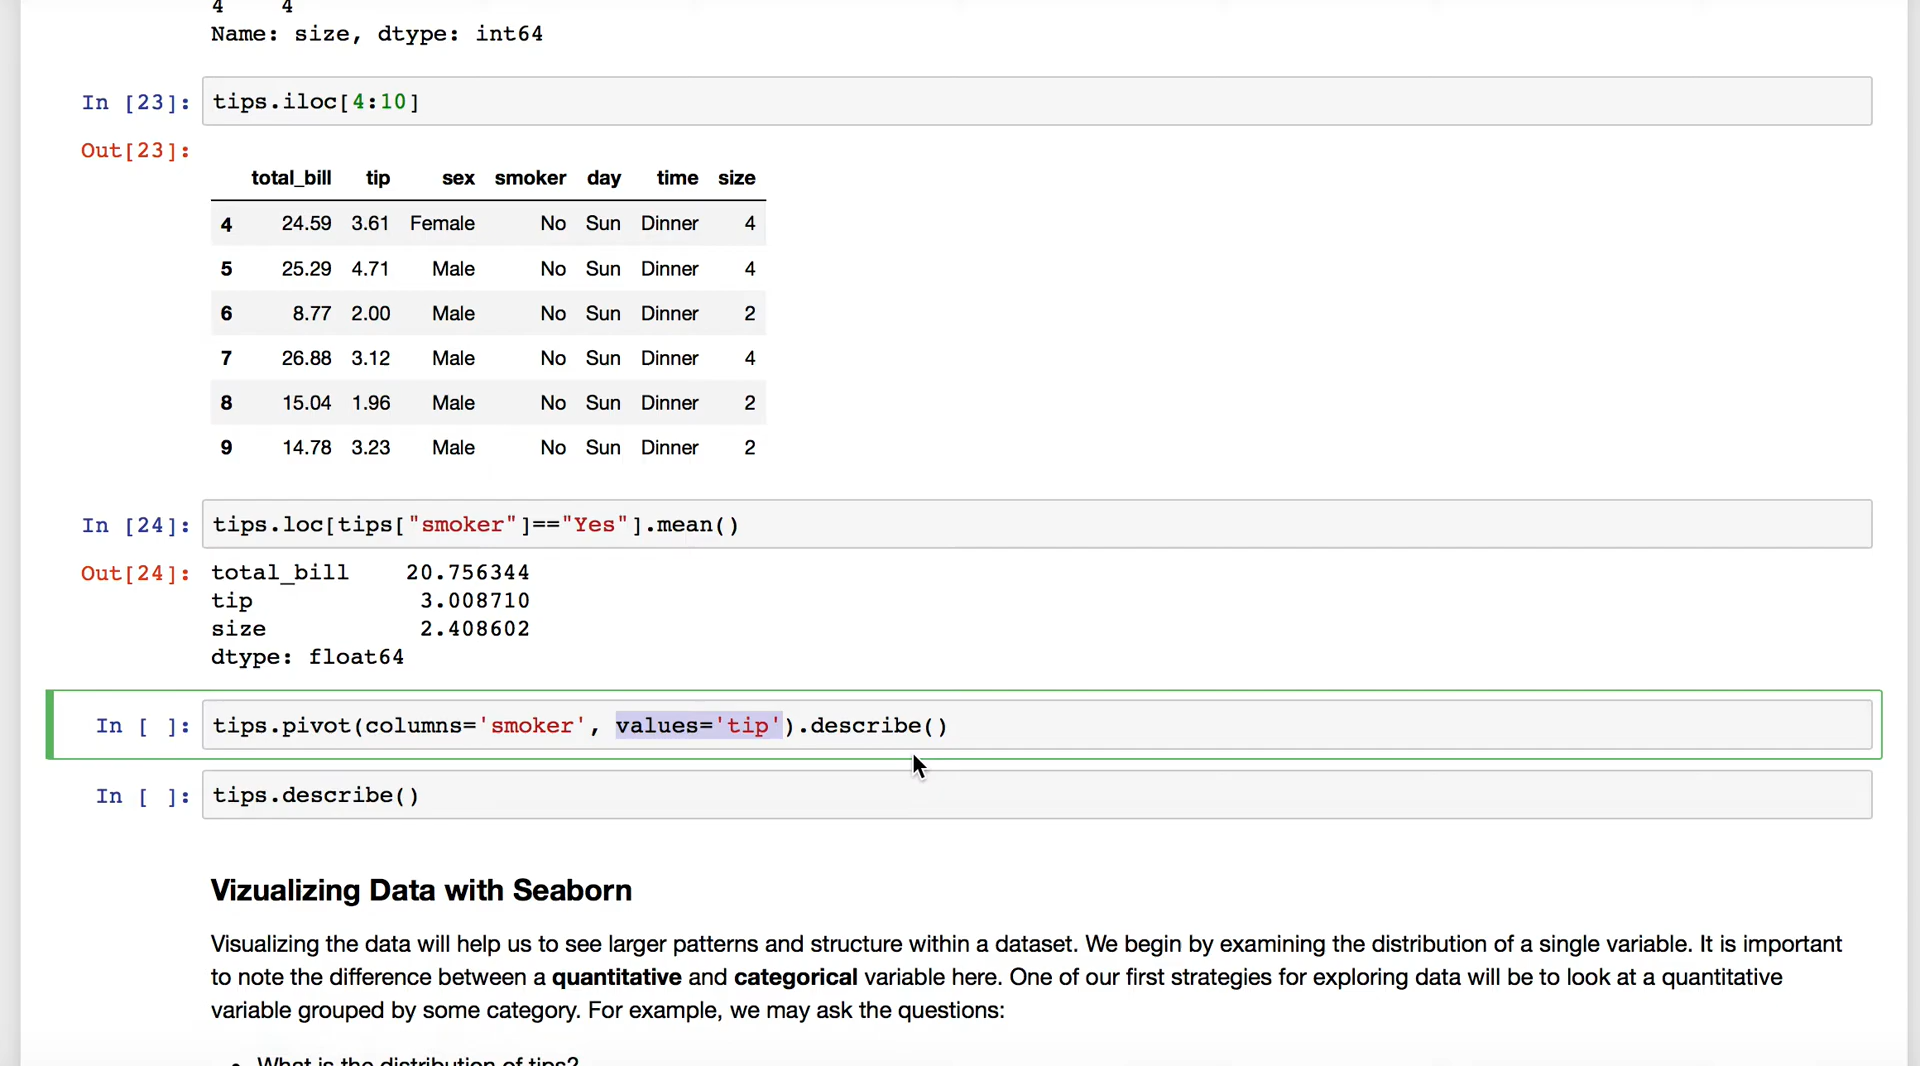 4 4
Name: size, dtype: int64
In [23]: tips.iloc[4:10]
Out[23]:
total_bill tip sex smoker day time size
4 24.59 3.61 Female No Sun Dinner 4
5 25.29 4.71 Male No Sun Dinner 4
6 8.77 2.00 Male No Sun Dinner 2
7 26.88 3.12 Male No Sun Dinner 4
8 15.04 1.96 Male No Sun Dinner 2
9 14.78 3.23 Male No Sun Dinner 2
In [24]: tips.loc[tips["smoker"]=="Yes"].mean()
Out[24]: total_bill 20.756344
tip 3.008710
size 2.408602
dtype: float64
In [ ]: tips.pivot(columns='smoker', values='tip').describe()
In [ ]: tips.describe()
Vizualizing Data with Seaborn
Visualizing the data will help us to see larger patterns and structure within a dataset. We begin by examining the distribution of a single variable. It is important
to note the difference between a quantitative and categorical variable here. One of our first strategies for exploring data will be to look at a quantitative
variable grouped by some category. For example, we may ask the questions:
• What is the distribution of tips?